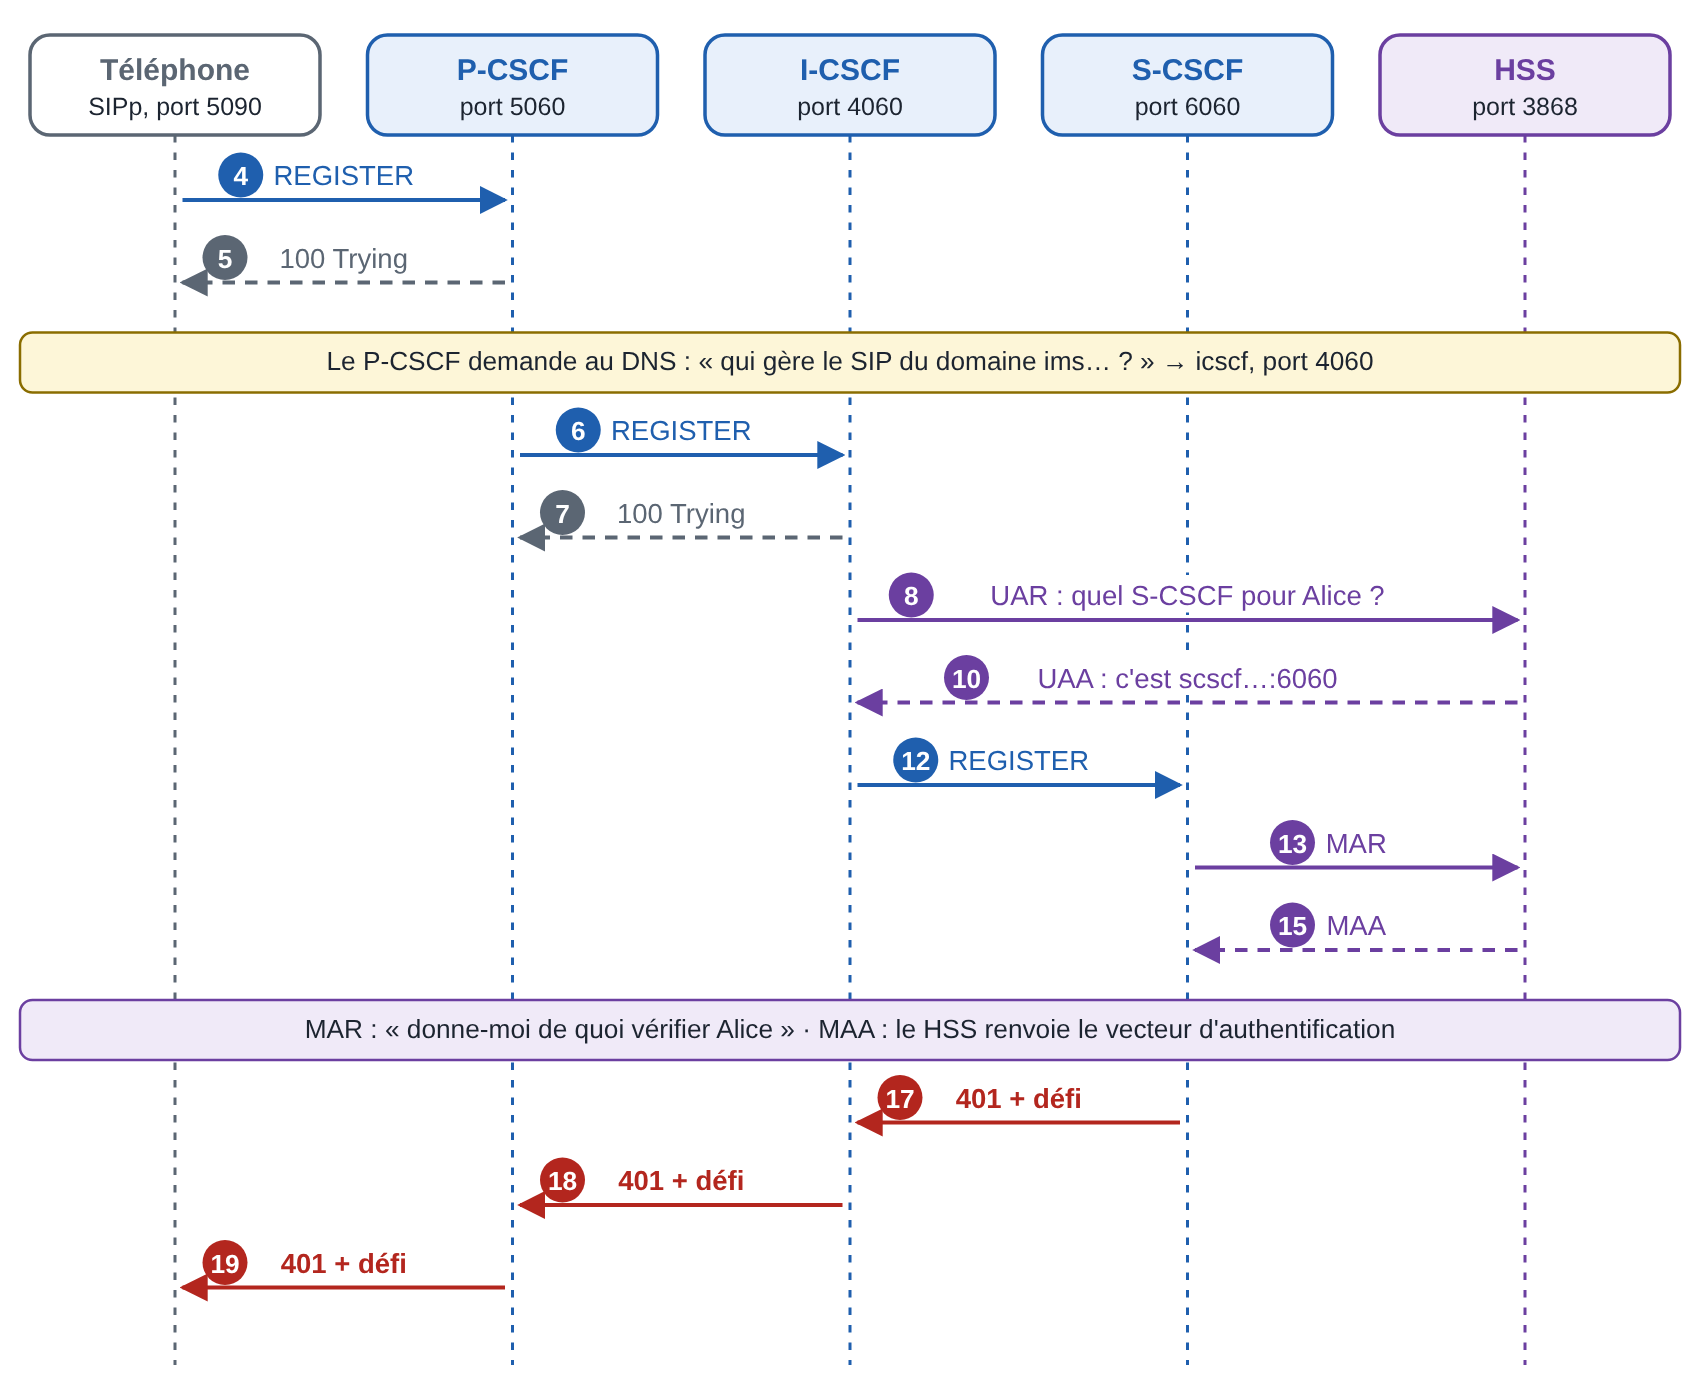 Téléphone
SIPp, port 5090
P-CSCF
port 5060
I-CSCF
port 4060
S-CSCF
port 6060
HSS
port 3868
4 REGISTER
5 100 Trying
Le P-CSCF demande au DNS : « qui gère le SIP du domaine ims… ? » → icscf, port 4060
6 REGISTER
7 100 Trying
8 UAR : quel S-CSCF pour Alice ?
10 UAA : c'est scscf…:6060
12 REGISTER
13 MAR
15 MAA
MAR : « donne-moi de quoi vérifier Alice » · MAA : le HSS renvoie le vecteur d'authentification
17 401 + défi
18 401 + défi
19 401 + défi